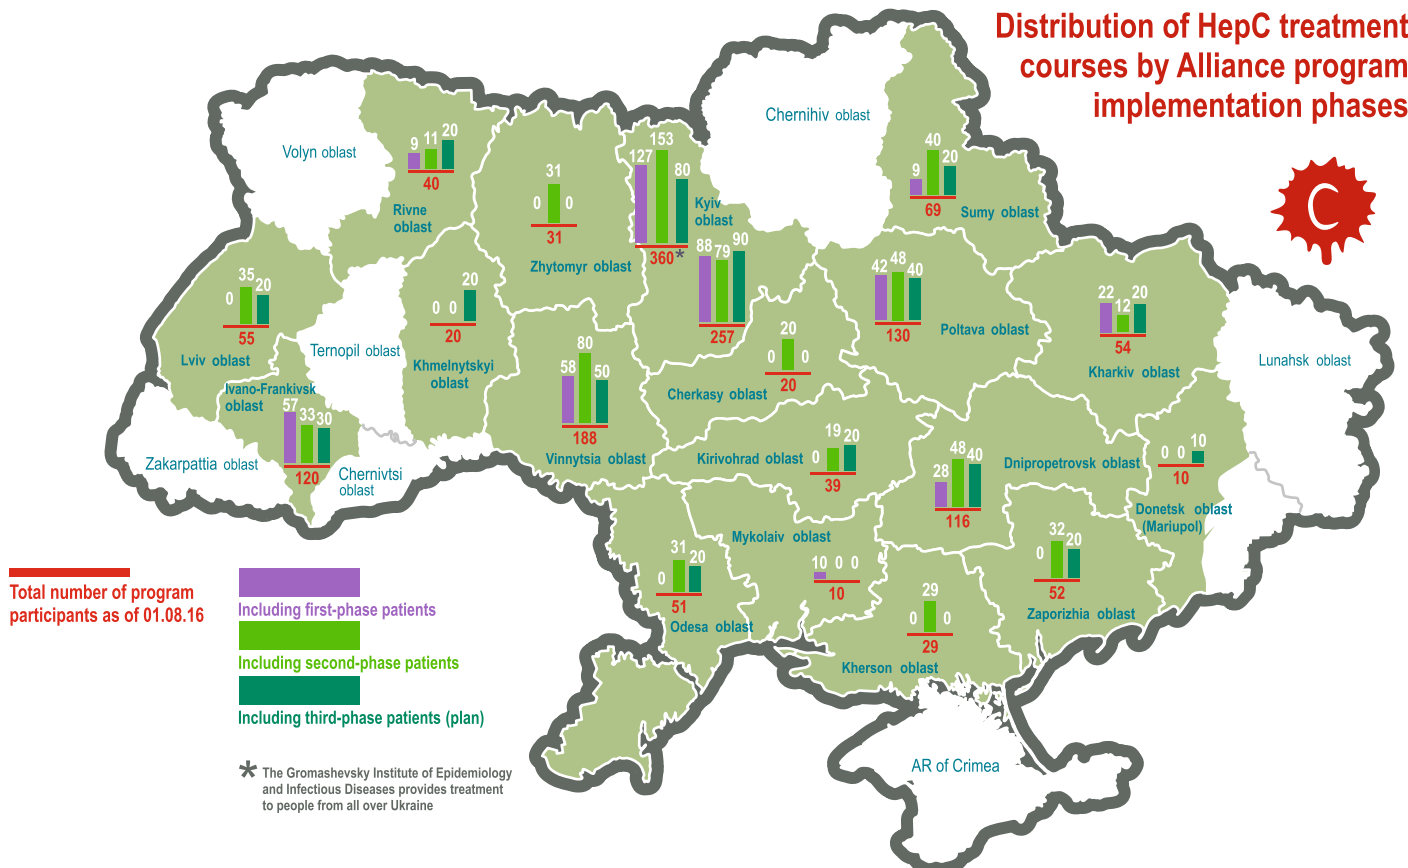 Distribution of HepC treatment
courses by Alliance program
implementation phases
C
Chernihiv oblast
Volyn oblast
9 11 20
40
Rivne
oblast
31
0 0
31
Zhytomyr oblast
127 153 80
360*
Kyiv
oblast
88 79 90
257
9 40 20
69
Sumy oblast
0 35 20
55
Lviv oblast
Ternopil oblast
0 0 20
20
Khmelnytskyi
oblast
42 48 40
130
Poltava oblast
22 12 20
54
Kharkiv oblast
Lunahsk oblast
0 20 0
20
Cherkasy oblast
Ivano-Frankivsk
oblast
57 33 30
120
58 80 50
188
Vinnytsia oblast
Zakarpattia oblast
Chernivtsi
oblast
Kirivohrad oblast
0 19 20
39
28 48 40
116
Dnipropetrovsk oblast
0 0 10
10
Donetsk oblast
(Mariupol)
Mykolaiv oblast
10 0 0
10
0 31 20
51
Odesa oblast
0 29 0
29
Kherson oblast
0 32 20
52
Zaporizhia oblast
AR of Crimea
Total number of program
participants as of 01.08.16
Including first-phase patients
Including second-phase patients
Including third-phase patients (plan)
* The Gromashevsky Institute of Epidemiology
and Infectious Diseases provides treatment
to people from all over Ukraine